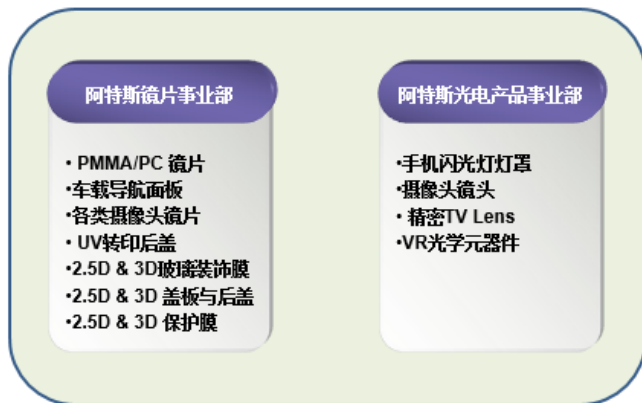 阿特斯镜片事业部
• PMMA/PC 镜片
•车载导航面板
•各类摄像头镜片
• UV转印后盖
•2.5D & 3D玻璃装饰膜
•2.5D & 3D 盖板与后盖
•2.5D & 3D 保护膜
阿特斯光电产品事业部
•手机闪光灯灯罩
•摄像头镜头
• 精密TV Lens
•VR光学元器件